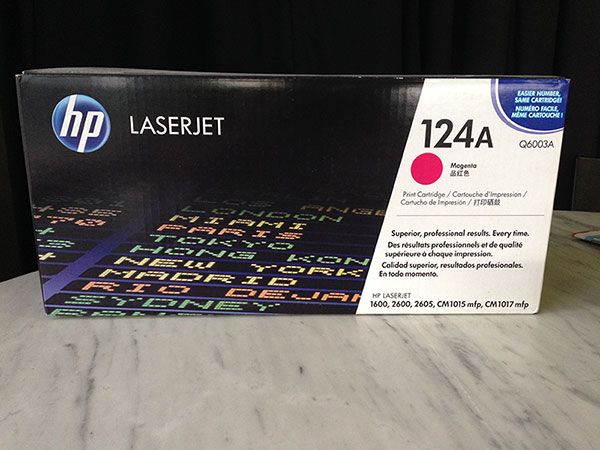 hp
LASERJET
LONDON
MIAMI
PARIS
TOKYO
HONG KONG
NEW YORK
MADRID
RIO DE JAN
SYDNEY
EASIER NUMBER,
SAME CARTRIDGE!
NUMÉRO FACILE,
MÊME CARTOUCHE !
124A
Q6003A
Magenta
品红色
Print Cartridge / Cartouche d'Impression /
Cartucho de Impresión / 打印硒鼓
Superior, professional results. Every time.
Des résultats professionnels et de qualité
supérieure à chaque impression.
Calidad superior, resultados profesionales.
En todo momento.
HP LASERJET
1600, 2600, 2605, CM1015 mfp, CM1017 mfp